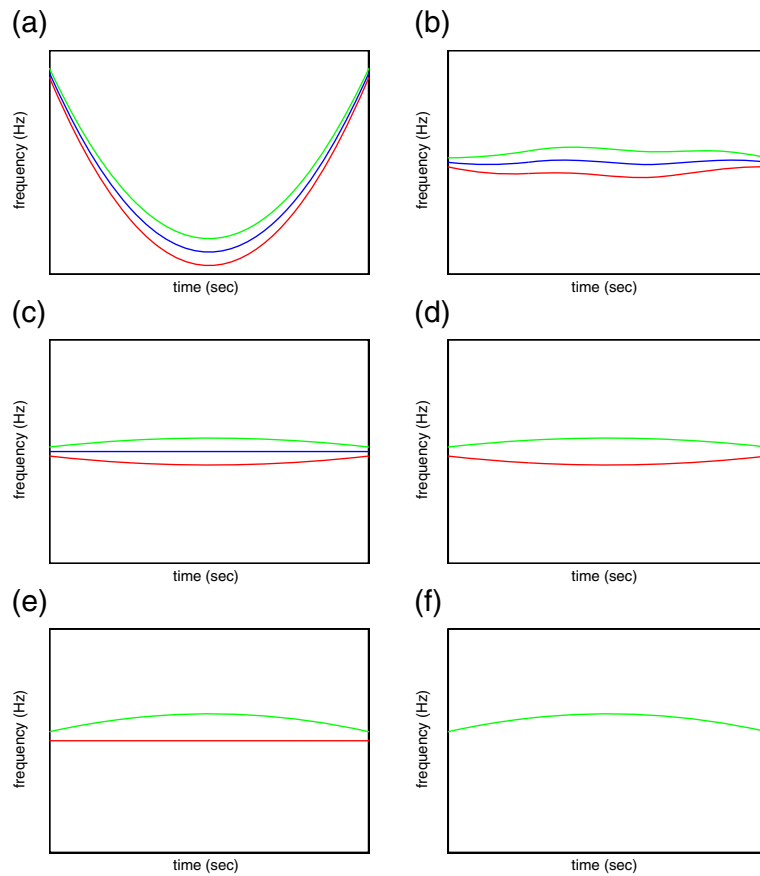 (a)
frequency (Hz)
time (sec)
(b)
frequency (Hz)
time (sec)
(c)
frequency (Hz)
time (sec)
(d)
frequency (Hz)
time (sec)
(e)
frequency (Hz)
time (sec)
(f)
frequency (Hz)
time (sec)